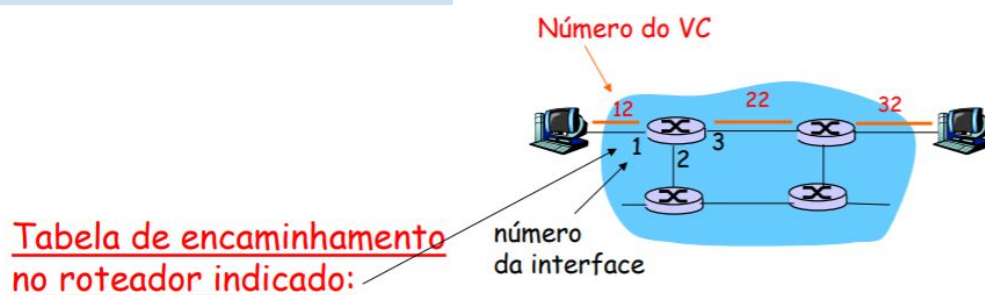 Número do VC
12
22
32
1
2
3
Tabela de encaminhamento
no roteador indicado:
número
da interface